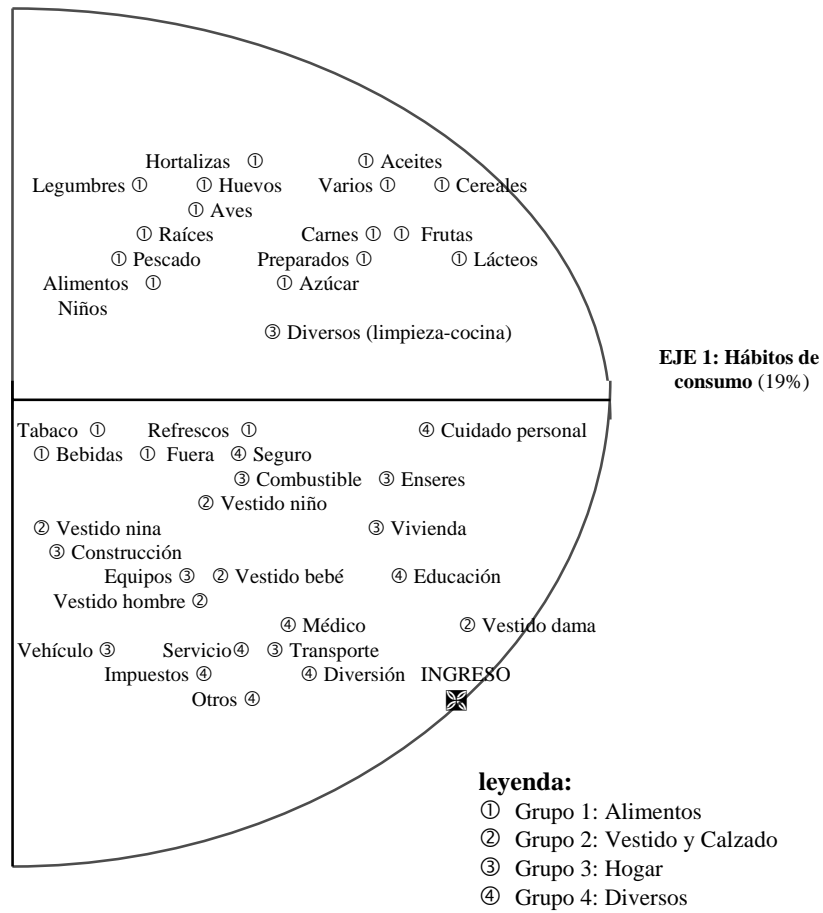 Hortalizas ① ① Aceites
Legumbres ① ① Huevos Varios ① ① Cereales
① Aves
① Raíces Carnes ① ① Frutas
① Pescado Preparados ① ① Lácteos
Alimentos ① ① Azúcar
Niños
③ Diversos (limpieza-cocina)
EJE 1: Hábitos de
consumo (19%)
Tabaco ① Refrescos ① ④ Cuidado personal
① Bebidas ① Fuera ④ Seguro
③ Combustible ③ Enseres
② Vestido niño
② Vestido nina ③ Vivienda
③ Construcción
Equipos ③ ② Vestido bebé ④ Educación
Vestido hombre ②
④ Médico ② Vestido dama
Vehículo ③ Servicio④ ③ Transporte
Impuestos ④ ④ Diversión INGRESO
Otros ④
leyenda:
① Grupo 1: Alimentos
② Grupo 2: Vestido y Calzado
③ Grupo 3: Hogar
④ Grupo 4: Diversos